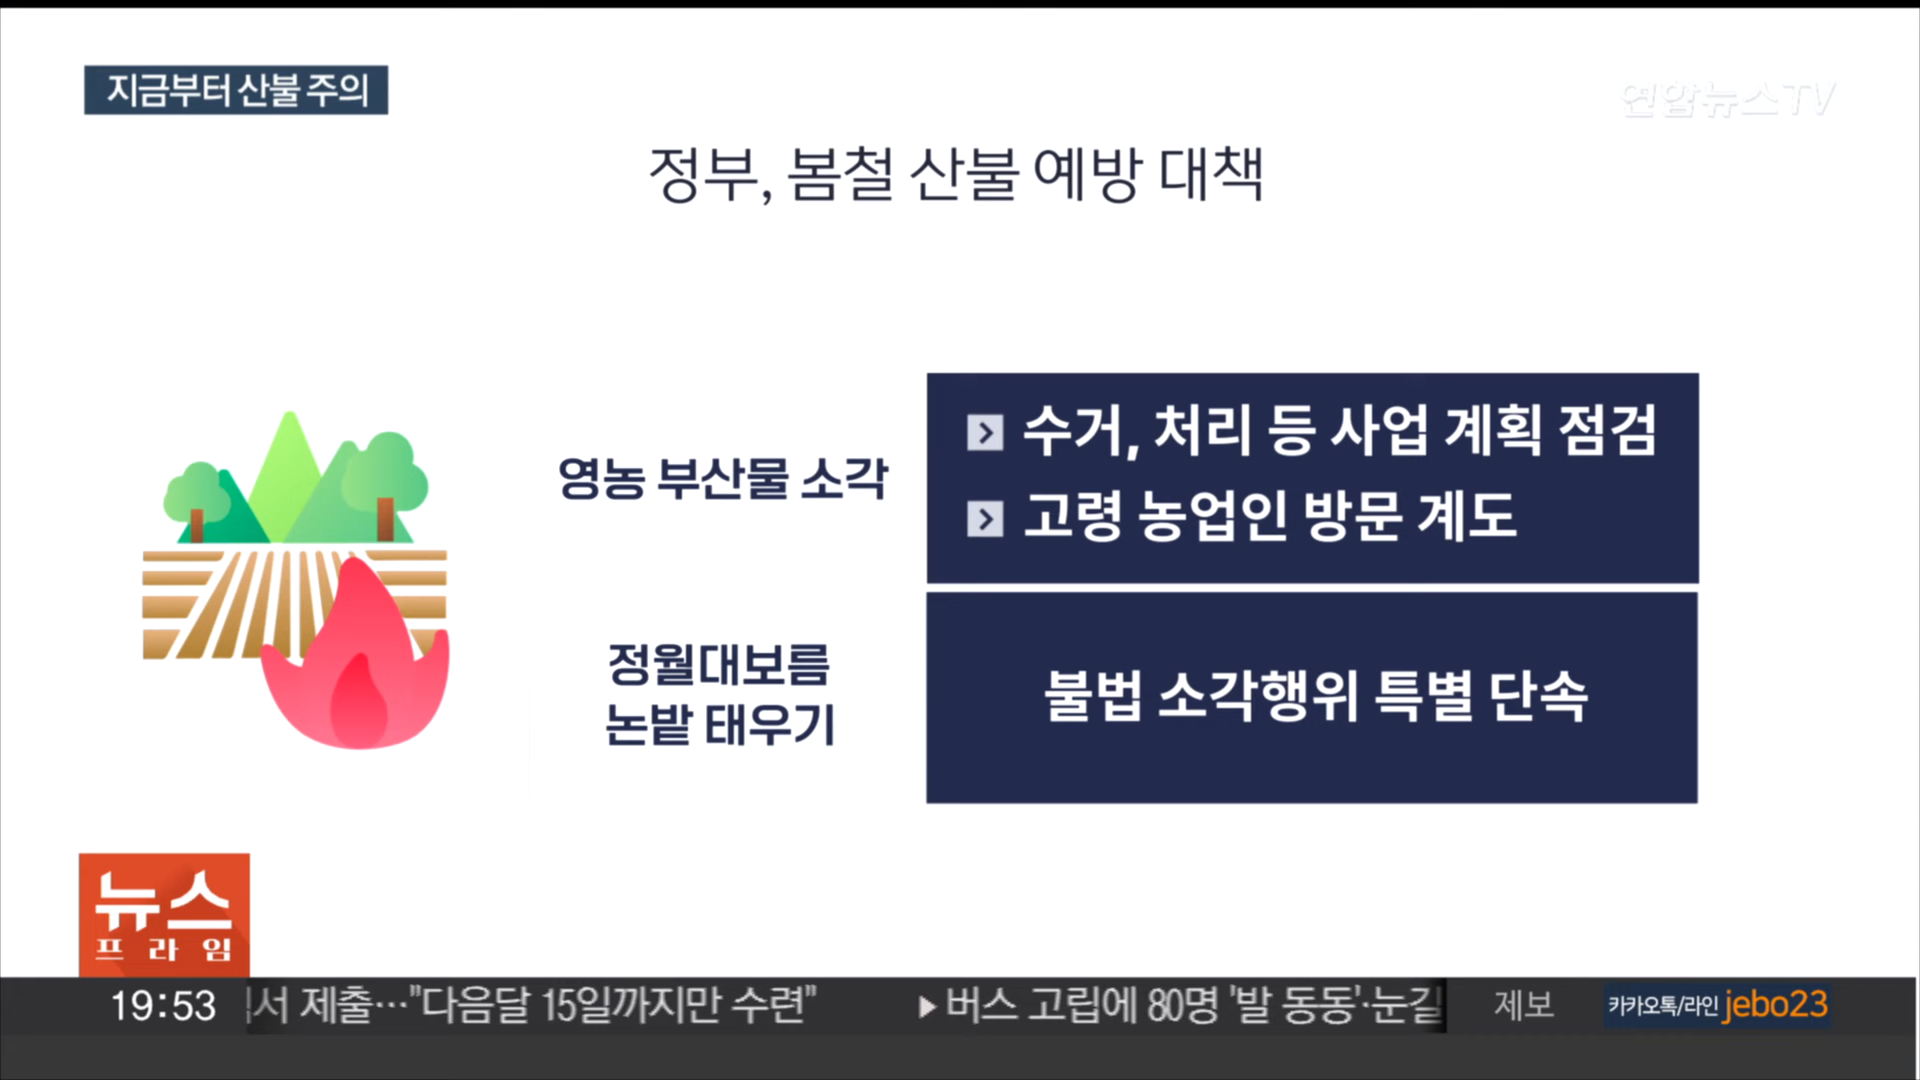 지금부터 산불 주의
연합뉴스TV
정부, 봄철 산불 예방 대책
영농 부산물 소각
수거, 처리 등 사업 계획 점검
고령 농업인 방문 계도
정월대보름
논밭 태우기
불법 소각행위 특별 단속
뉴스
프라임
19:53
서 제출…"다음달 15일까지만 수련"
▶버스 고립에 80명 '발 동동'·눈길
제보
카카오톡/라인 jebo23